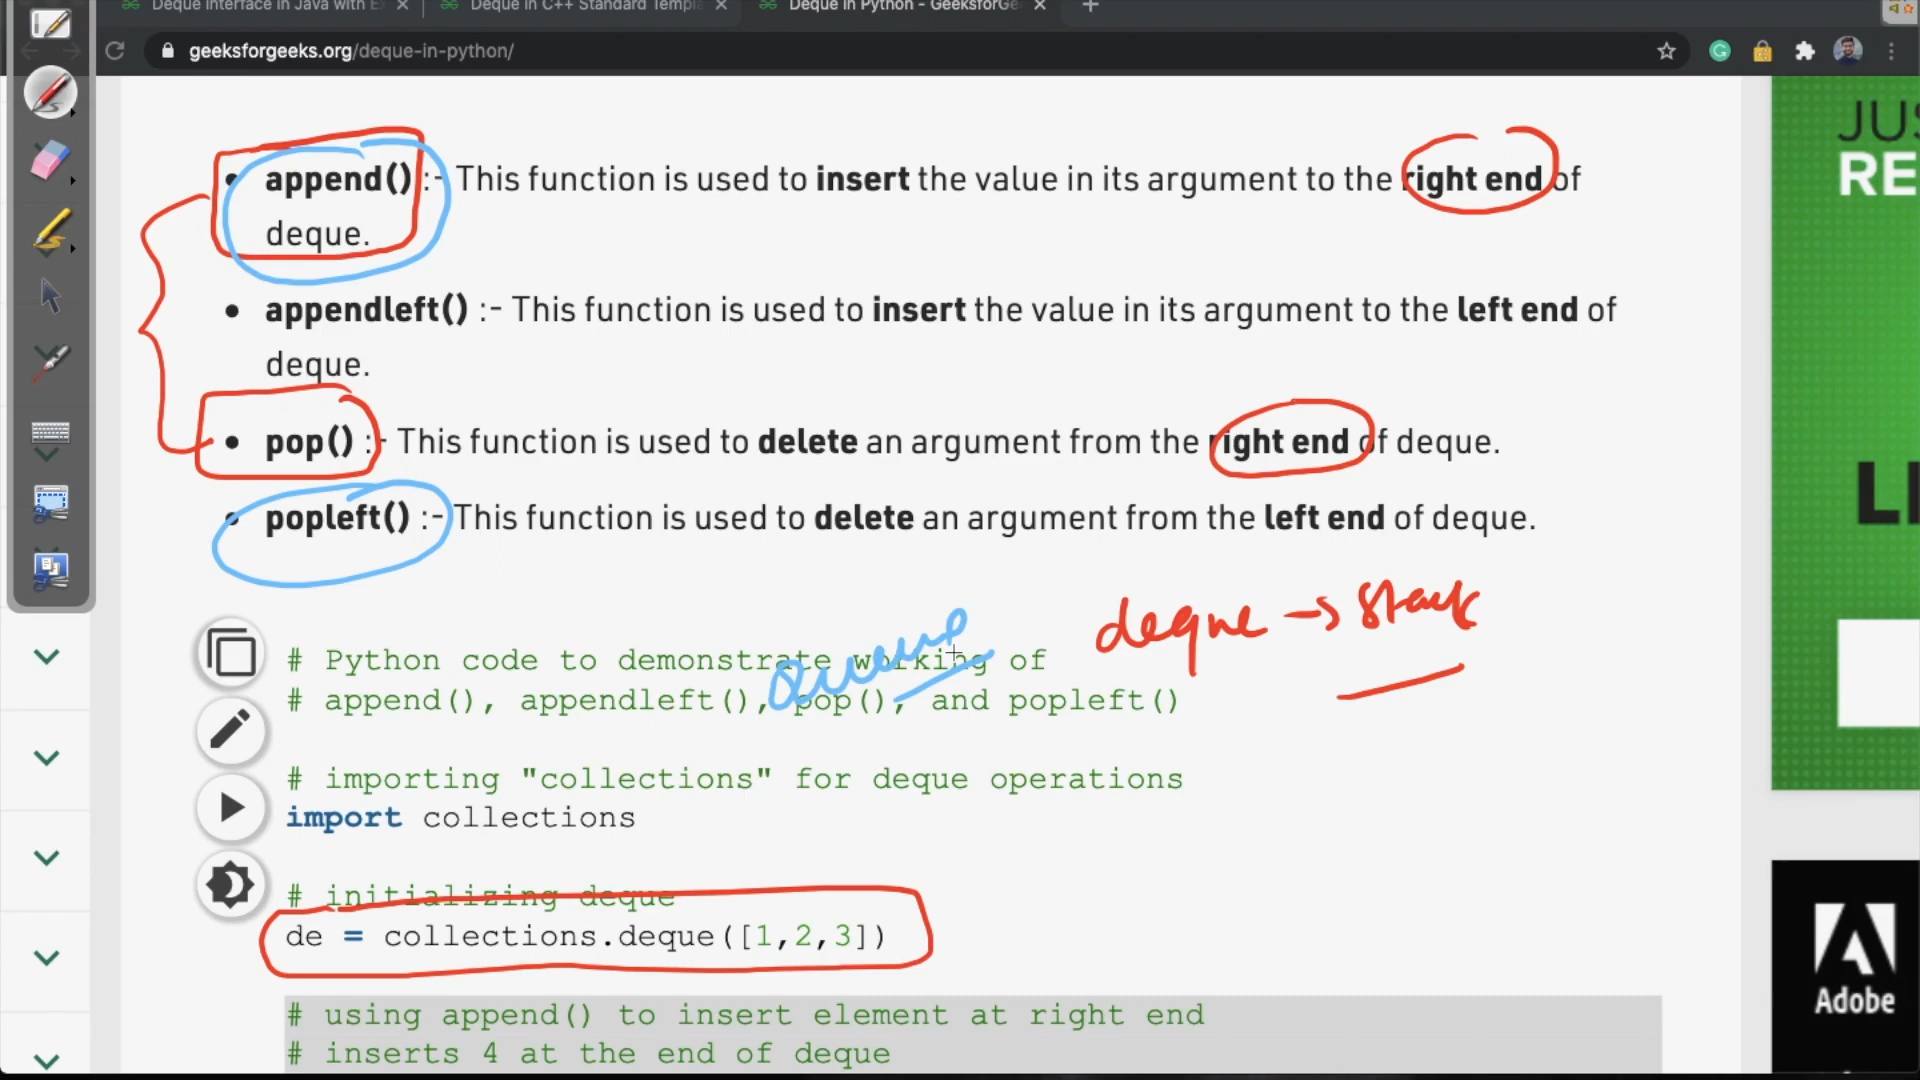 Deque Interface in Java with Ex
Deque in C++ Standard Templa
Deque in Python - GeeksforGe
geeksforgeeks.org/deque-in-python/
• append() :- This function is used to insert the value in its argument to the right end of
deque.
• appendleft() :- This function is used to insert the value in its argument to the left end of
deque.
• pop() :- This function is used to delete an argument from the right end of deque.
• popleft() :- This function is used to delete an argument from the left end of deque.
deque → stack
queue
# Python code to demonstrate working of
# append(), appendleft(), pop(), and popleft()
# importing "collections" for deque operations
import collections
# initializing deque
de = collections.deque([1,2,3])
# using append() to insert element at right end
# inserts 4 at the end of deque
JUS
RE
LI
Adobe